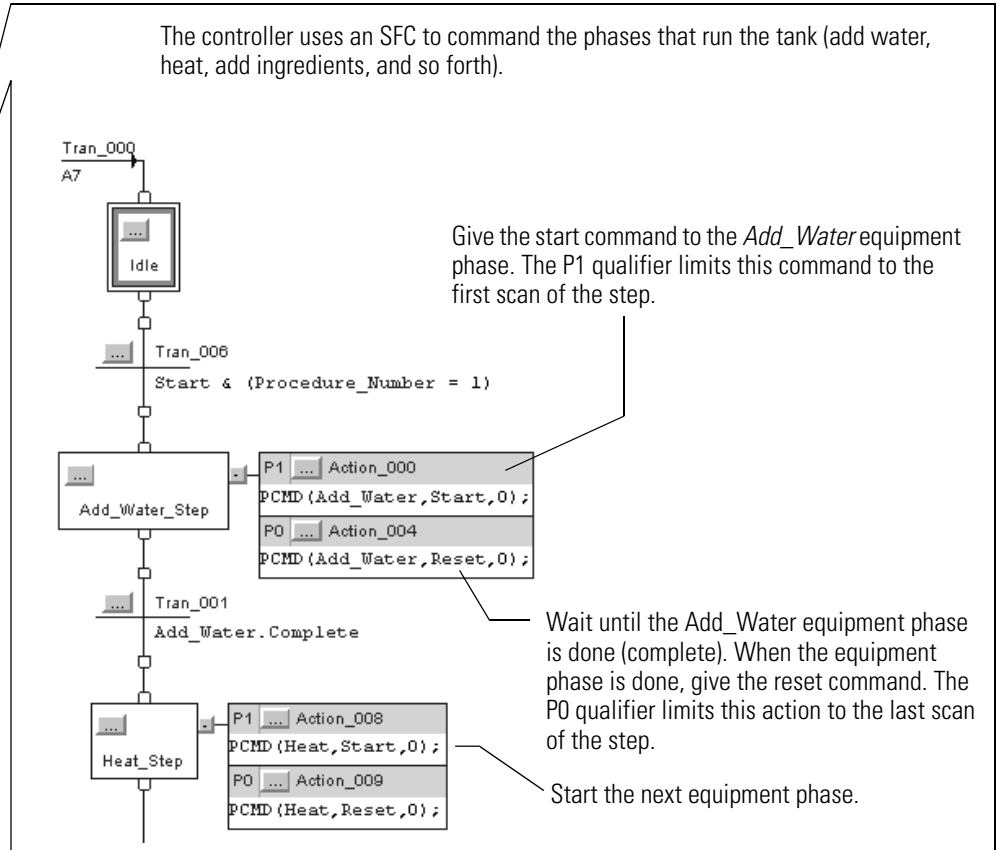 The controller uses an SFC to command the phases that run the tank (add water,
heat, add ingredients, and so forth).
Tran_000
A7
...
Idle
Give the start command to the Add_Water equipment
phase. The P1 qualifier limits this command to the
first scan of the step.
... Tran_006
Start & (Procedure_Number = 1)
...
Add_Water_Step
- P1 ... Action_000
PCMD(Add_Water,Start,0);
P0 ... Action_004
PCMD(Add_Water,Reset,0);
... Tran_001
Add_Water.Complete
Wait until the Add_Water equipment phase
is done (complete). When the equipment
phase is done, give the reset command. The
P0 qualifier limits this action to the last scan
of the step.
...
Heat_Step
- P1 ... Action_008
PCMD(Heat,Start,0);
P0 ... Action_009
PCMD(Heat,Reset,0);
Start the next equipment phase.